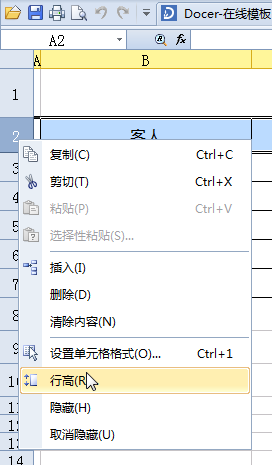 Docer-在线模板
A2
fx
A B
1
2 客人
3
4
5
6
7
8
9
10
11
12
13
14
复制(C) Ctrl+C
剪切(T) Ctrl+X
粘贴(P) Ctrl+V
选择性粘贴(S)...
插入(I)
删除(D)
清除内容(N)
设置单元格格式(O)... Ctrl+1
行高(R
隐藏(H)
取消隐藏(U)